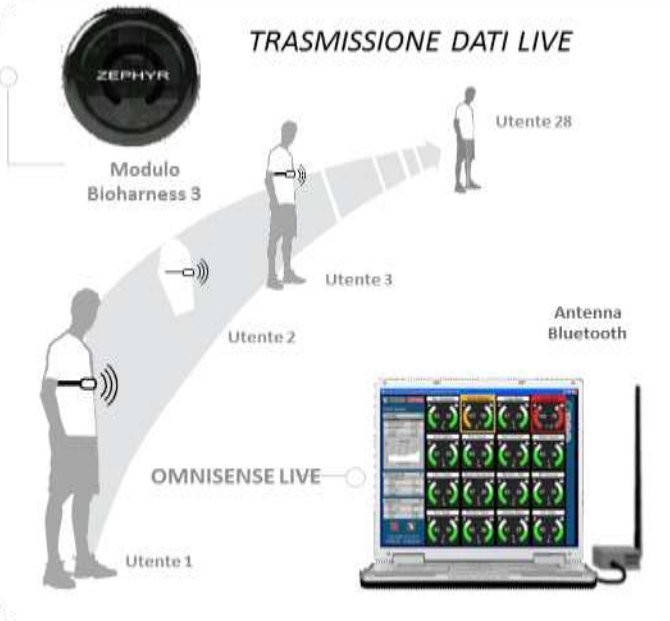 TRASMISSIONE DATI LIVE
ZEPHYR
Modulo
Bioharness 3
Utente 28
Utente 3
Utente 2
Antenna
Bluetooth
OMNISENSE LIVE
Utente 1